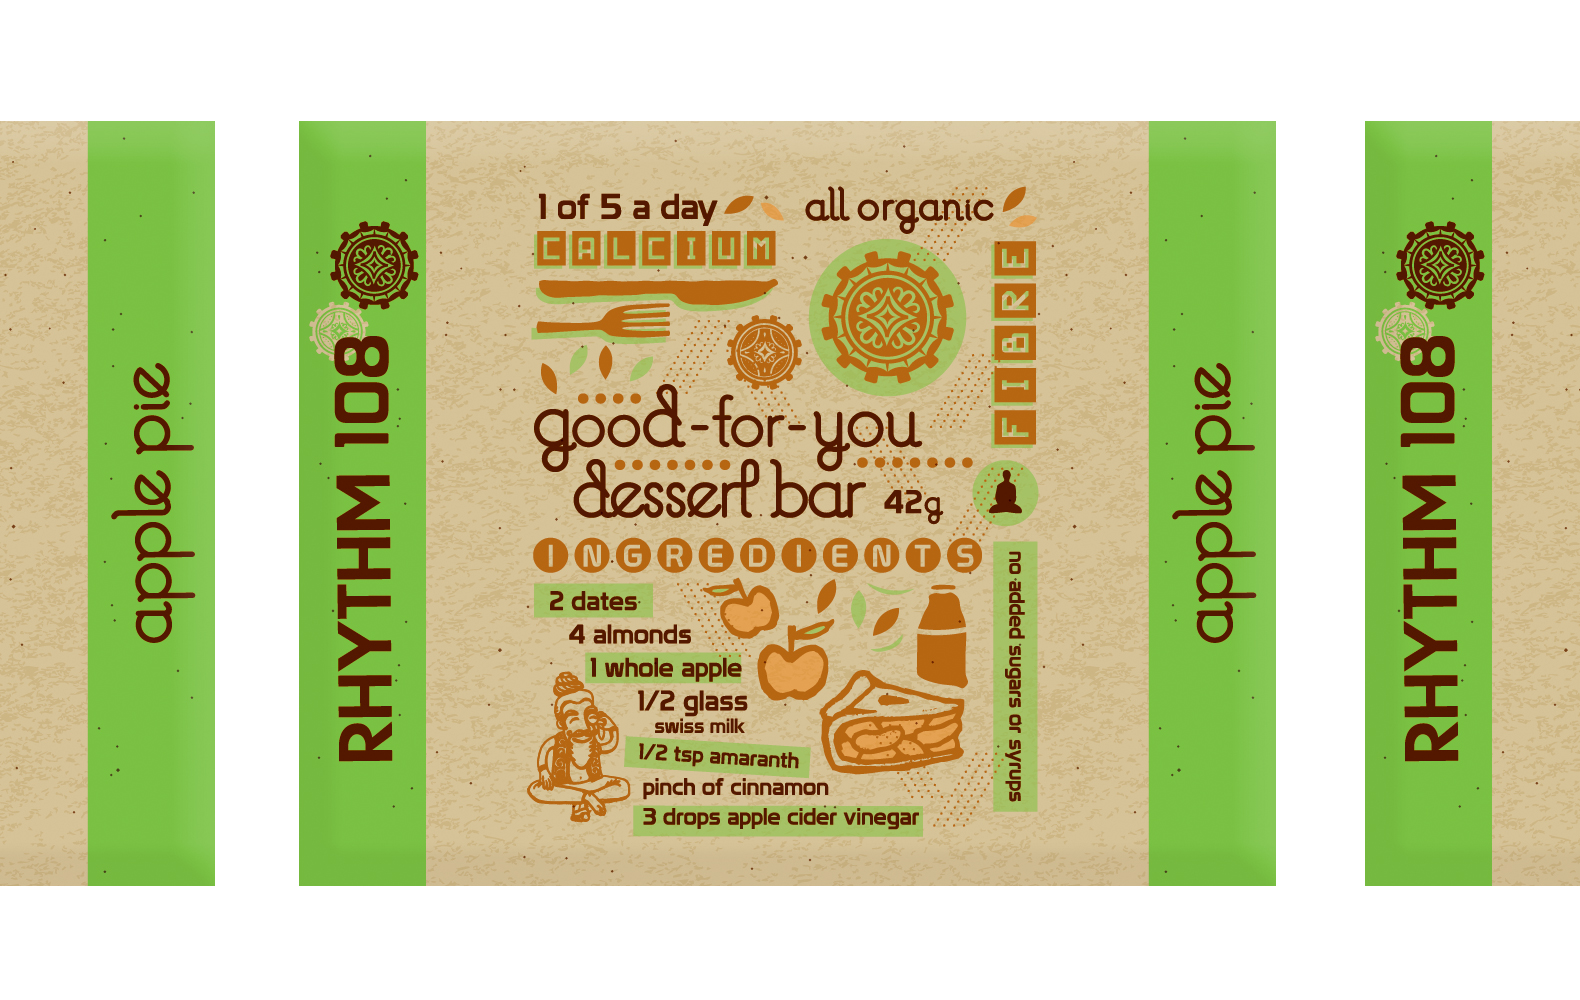 apple pie
RHYTHM 108
1 of 5 a day
all organic
CALCIUM
FIBRE
good-for-you
dessert bar 42g
INGREDIENTS
2 dates
4 almonds
1 whole apple
1/2 glass
swiss milk
1/2 tsp amaranth
pinch of cinnamon
3 drops apple cider vinegar
no added sugars or syrups
apple pie
RHYTHM 108